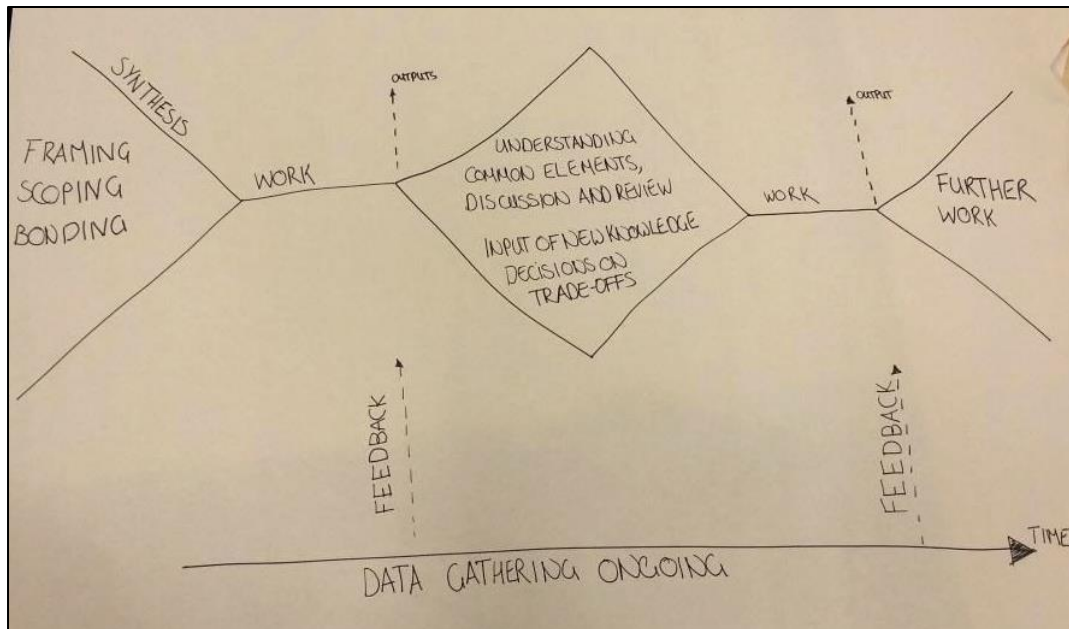 SYNTHESIS
FRAMING
SCOPING
BONDING
WORK
OUTPUTS
UNDERSTANDING
COMMON ELEMENTS,
DISCUSSION AND REVIEW
INPUT OF NEW KNOWLEDGE
DECISIONS ON
TRADE-OFFS
WORK
OUTPUT
FURTHER
WORK
FEEDBACK
FEEDBACK
TIME
DATA GATHERING ONGOING